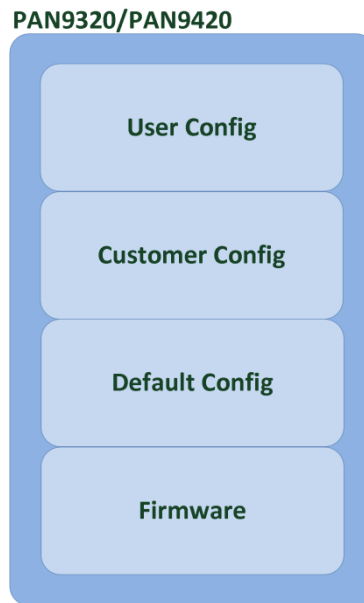 PAN9320/PAN9420
User Config
Customer Config
Default Config
Firmware